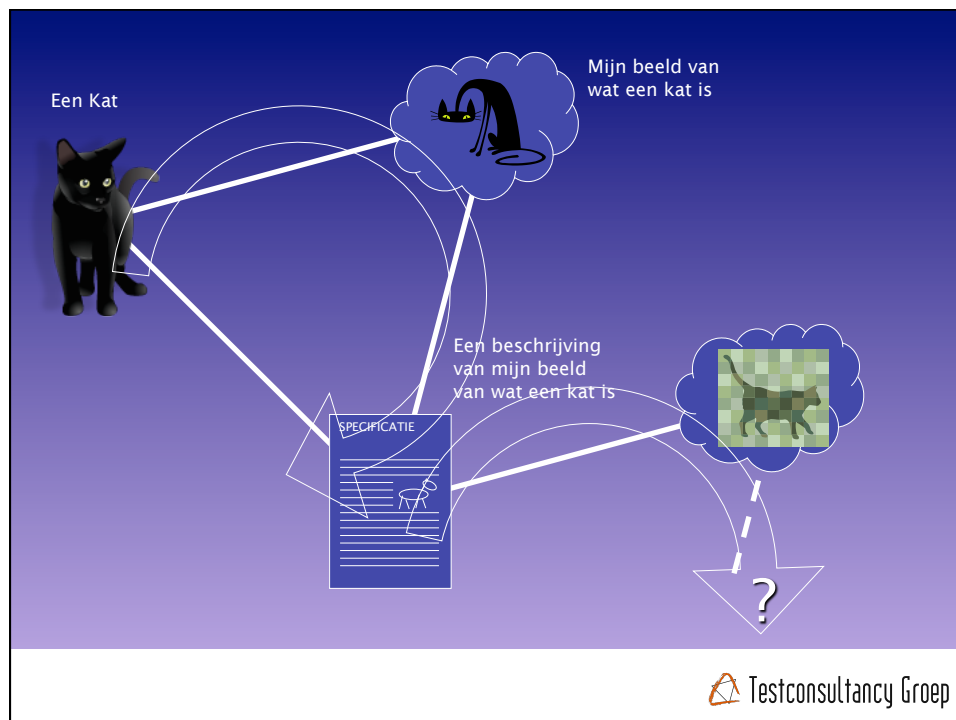 Een Kat
Mijn beeld van
wat een kat is
Een beschrijving
van mijn beeld
van wat een kat is
SPECIFICATIE
?
Testconsultancy Groep